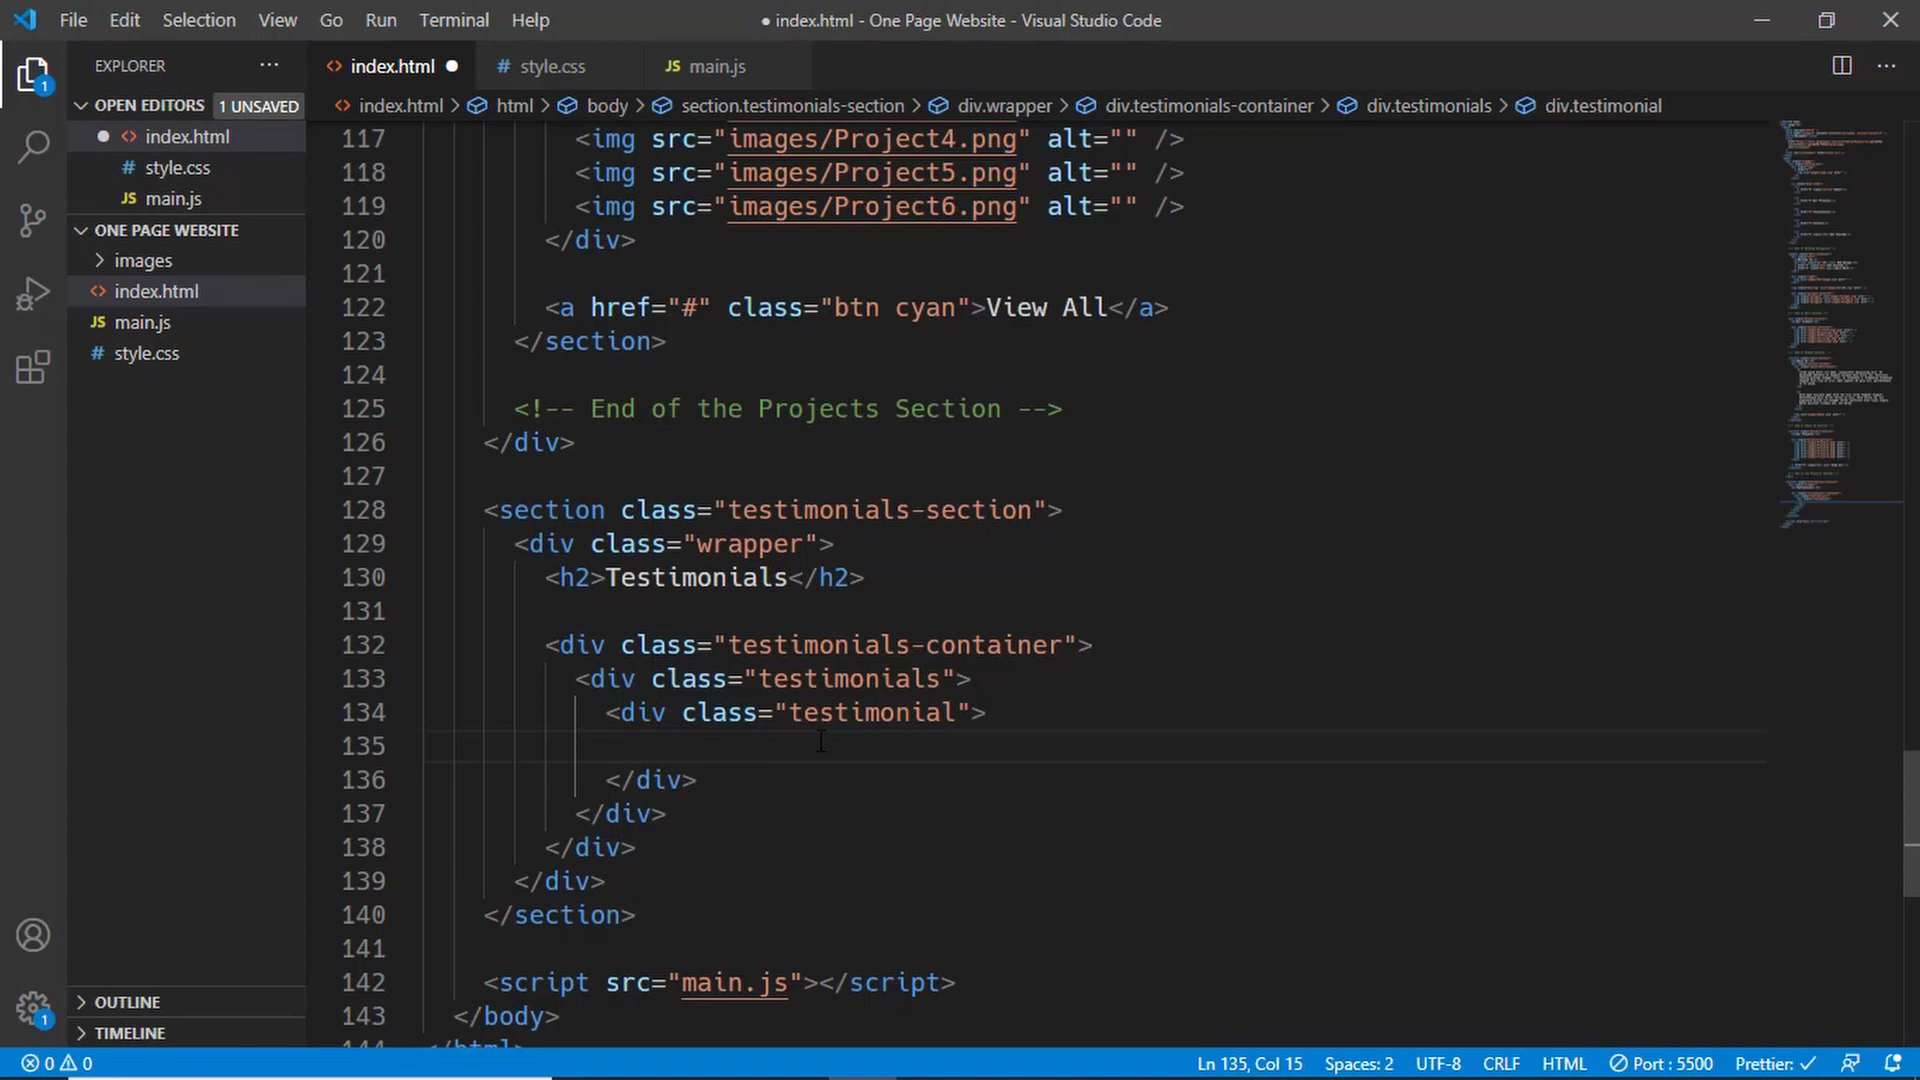 File Edit Selection View Go Run Terminal Help
● index.html - One Page Website - Visual Studio Code
EXPLORER ...
OPEN EDITORS 1 UNSAVED
index.html
# style.css
JS main.js
ONE PAGE WEBSITE
images
index.html
JS main.js
# style.css
OUTLINE
TIMELINE
1
1
index.html ●
# style.css
JS main.js
index.html > html > body > section.testimonials-section > div.wrapper > div.testimonials-container > div.testimonials > div.testimonial
117 <img src="images/Project4.png" alt="" />
118 <img src="images/Project5.png" alt="" />
119 <img src="images/Project6.png" alt="" />
120 </div>
121
122 <a href="#" class="btn cyan">View All</a>
123 </section>
124
125 <!-- End of the Projects Section -->
126 </div>
127
128 <section class="testimonials-section">
129 <div class="wrapper">
130 <h2>Testimonials</h2>
131
132 <div class="testimonials-container">
133 <div class="testimonials">
134 <div class="testimonial">
135
136 </div>
137 </div>
138 </div>
139 </div>
140 </section>
141
142 <script src="main.js"></script>
143 </body>
144 </html>
0 0
Ln 135, Col 15 Spaces: 2 UTF-8 CRLF HTML Port : 5500 Prettier: ✓